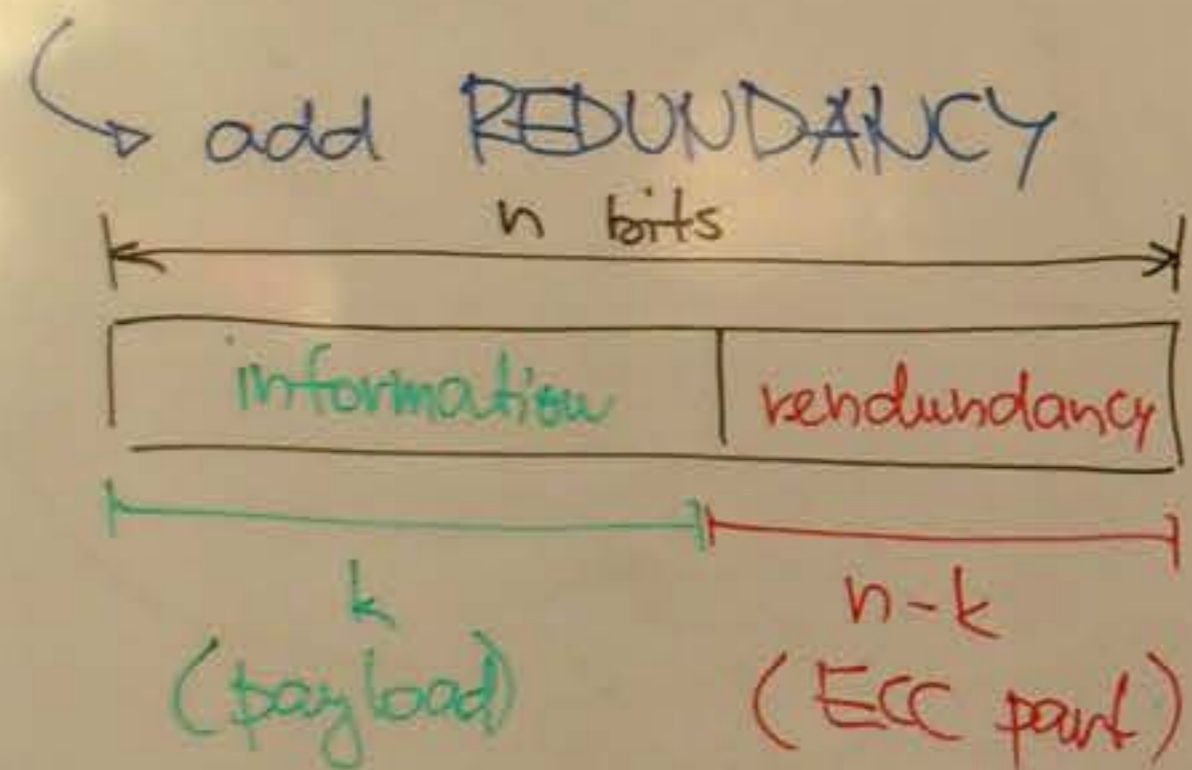 add REDUNDANCY
n bits
information rendundancy
k n-k
(payload) (ECC part)